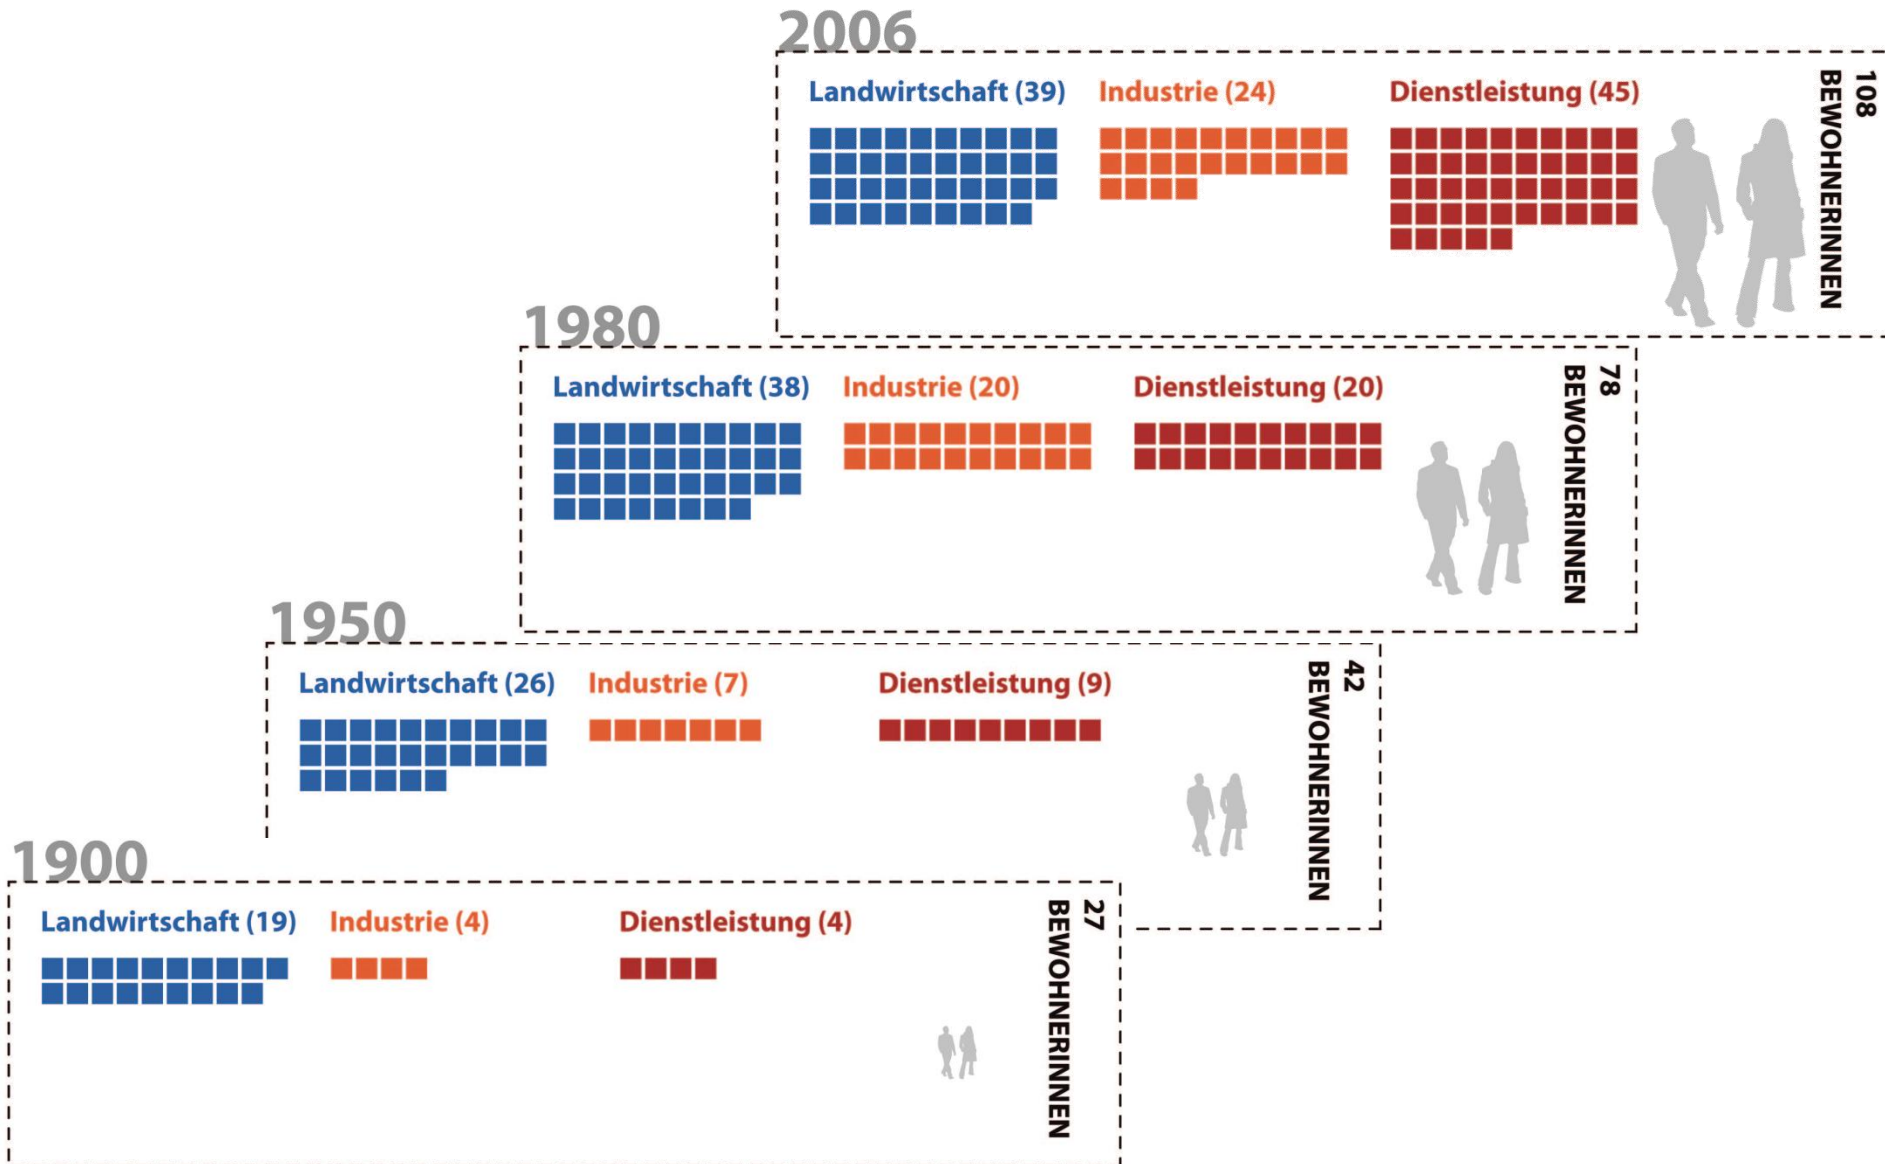 2006
Landwirtschaft (39)
Industrie (24)
Dienstleistung (45)
108
BEWOHNERINNEN
1980
Landwirtschaft (38)
Industrie (20)
Dienstleistung (20)
78
BEWOHNERINNEN
1950
Landwirtschaft (26)
Industrie (7)
Dienstleistung (9)
42
BEWOHNERINNEN
1900
Landwirtschaft (19)
Industrie (4)
Dienstleistung (4)
27
BEWOHNERINNEN